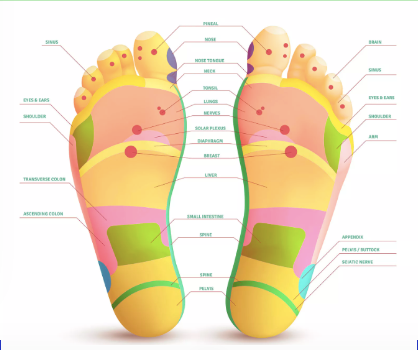 SINUS
EYES & EARS
SHOULDER
TRANSVERSE COLON
ASCENDING COLON
PINEAL
NOSE
NOSE TONGUE
NECK
TONSIL
LUNGS
NERVES
SOLAR PLEXUS
DIAPHRAGM
BREAST
LIVER
SMALL INTESTINE
SPINE
SPINE
PELVIS
BRAIN
SINUS
EYES & EARS
SHOULDER
ARM
APPENDIX
PELVIS / BUTTOCK
SCIATIC NERVE